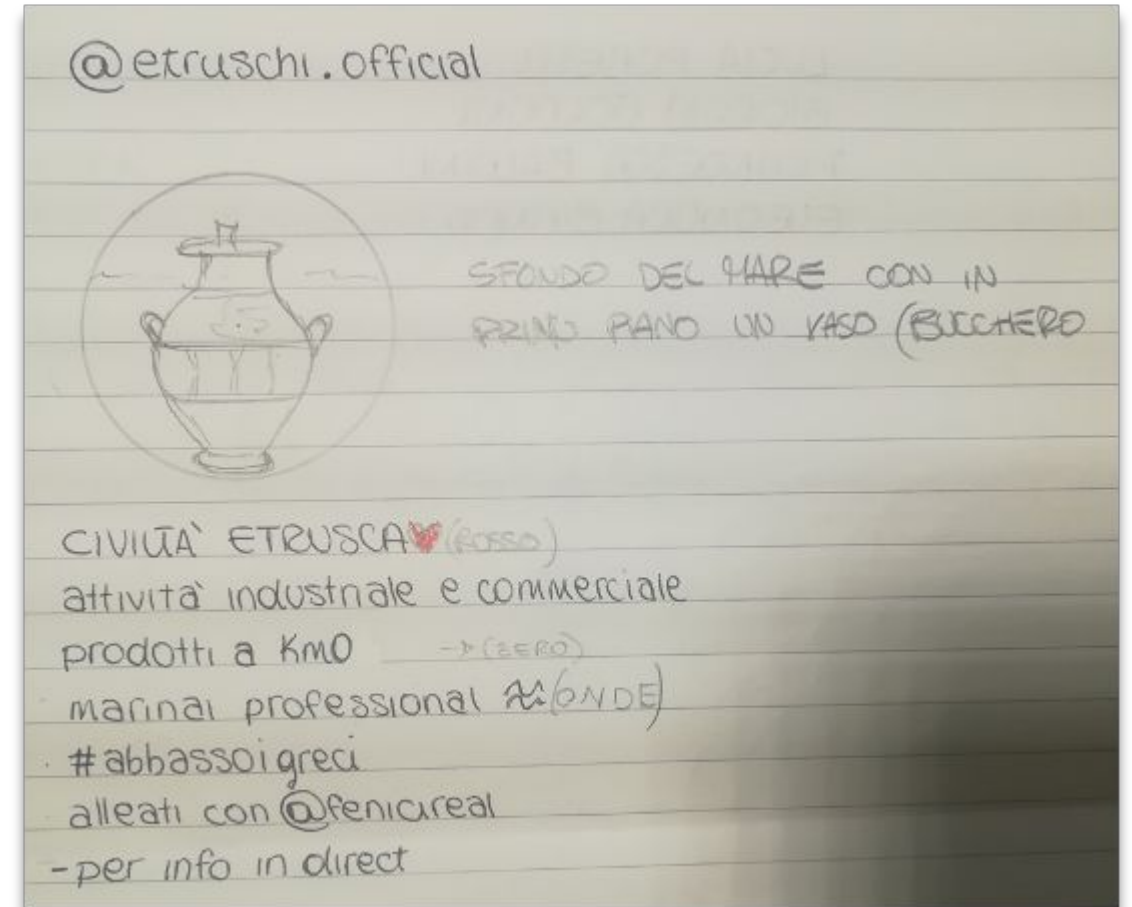 @etruschi.official
SFONDO DEL MARE CON IN
PRIMO PIANO UN VASO (BUCCHERO
CIVILTÀ ETRUSCA❤(ROSSO)
attività industriale e commerciale
prodotti a Km0 → (ZERO)
marinai professional (ONDE)
#abbassoigreci
alleati con @fenicireal
-per info in direct